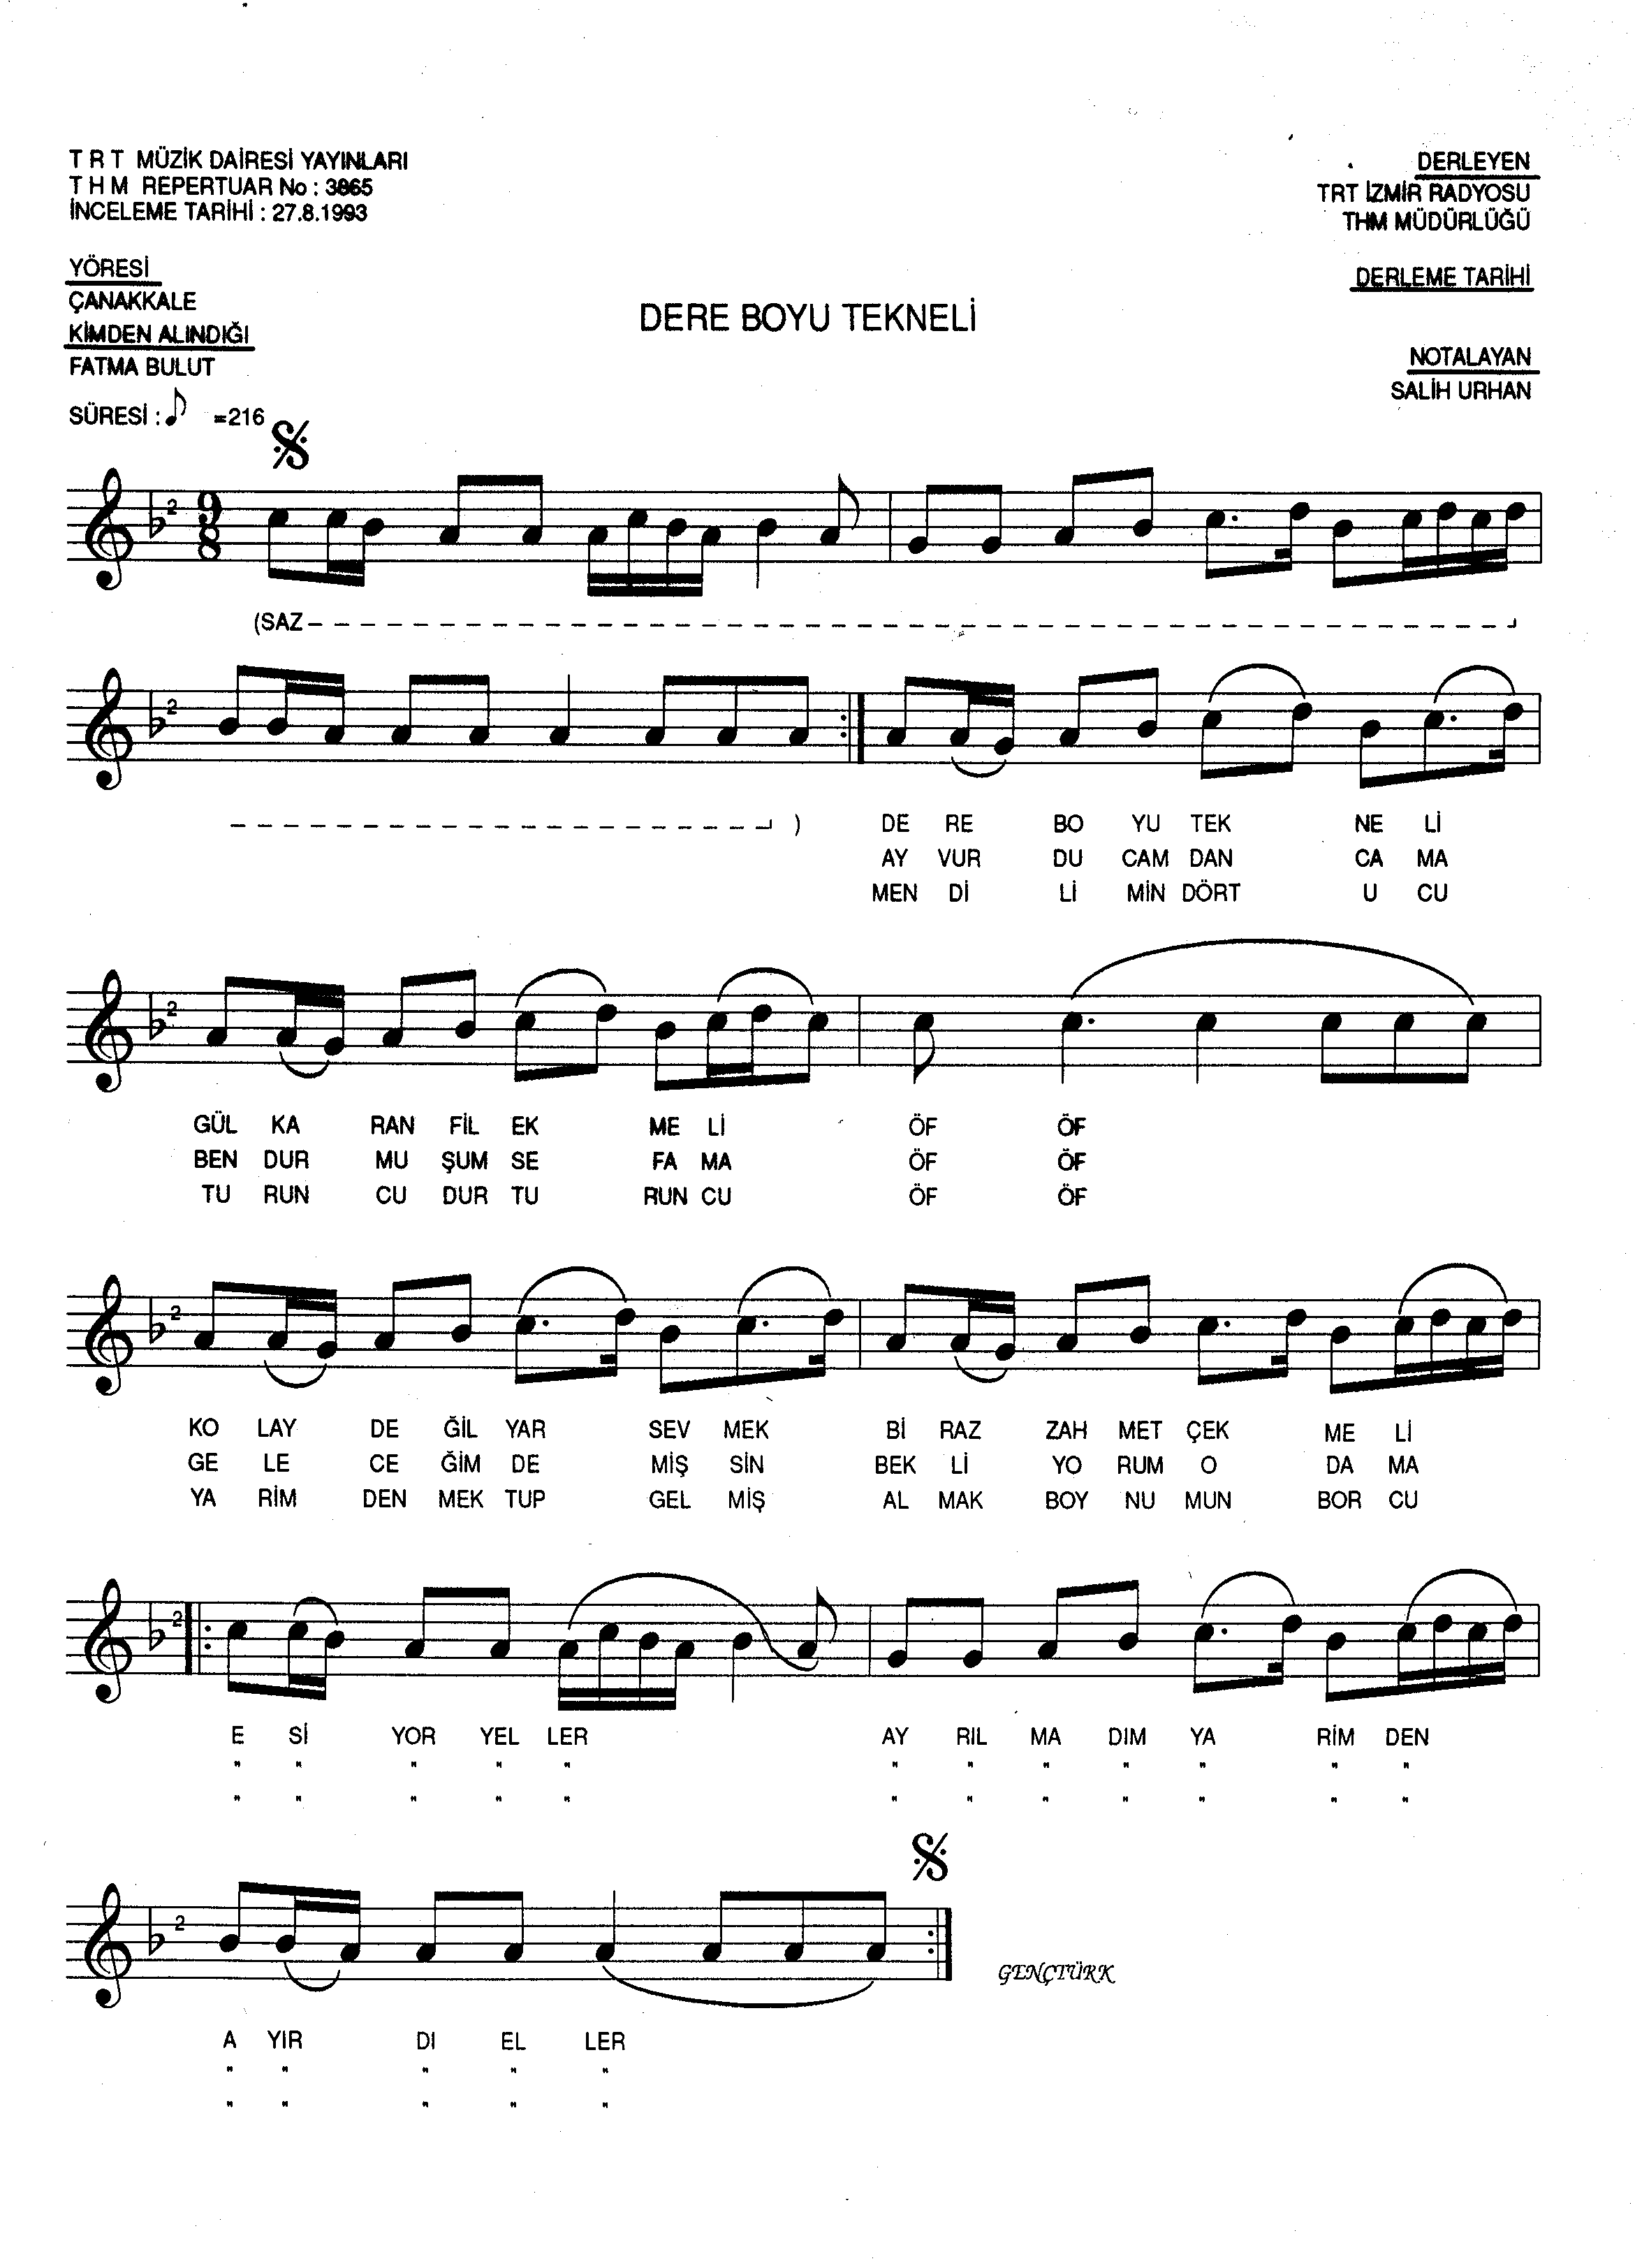 T R T MÜZİK DAİRESİ YAYINLARI
T H M REPERTUAR No : 3865
İNCELEME TARİHİ : 27.8.1993
DERLEYEN
TRT İZMİR RADYOSU
THM MÜDÜRLÜĞÜ
YÖRESİ
ÇANAKKALE
KİMDEN ALINDIĞI
FATMA BULUT
DERLEME TARİHİ
DERE BOYU TEKNELİ
NOTALAYAN
SALİH URHAN
SÜRESİ : ♪ =216
2 9 8
(SAZ
2
)
DE RE BO YU TEK NE Lİ
AY VUR DU CAM DAN CA MA
MEN Dİ Lİ MİN DÖRT U CU
2
GÜL KA RAN FİL EK ME Lİ ÖF ÖF
BEN DUR MU ŞUM SE FA MA ÖF ÖF
TU RUN CU DUR TU RUN CU ÖF ÖF
2
KO LAY DE ĞİL YAR SEV MEK Bİ RAZ ZAH MET ÇEK ME Lİ
GE LE CE ĞİM DE MİŞ SİN BEK Lİ YO RUM O DA MA
YA RİM DEN MEK TUP GEL MİŞ AL MAK BOY NU MUN BOR CU
2
E Sİ YOR YEL LER AY RIL MA DIM YA RİM DEN
" " " " " " " " " " " "
" " " " " " " " " " " "
2
GENÇTÜRK
A YIR DI EL LER
" " " " "
" " " " "